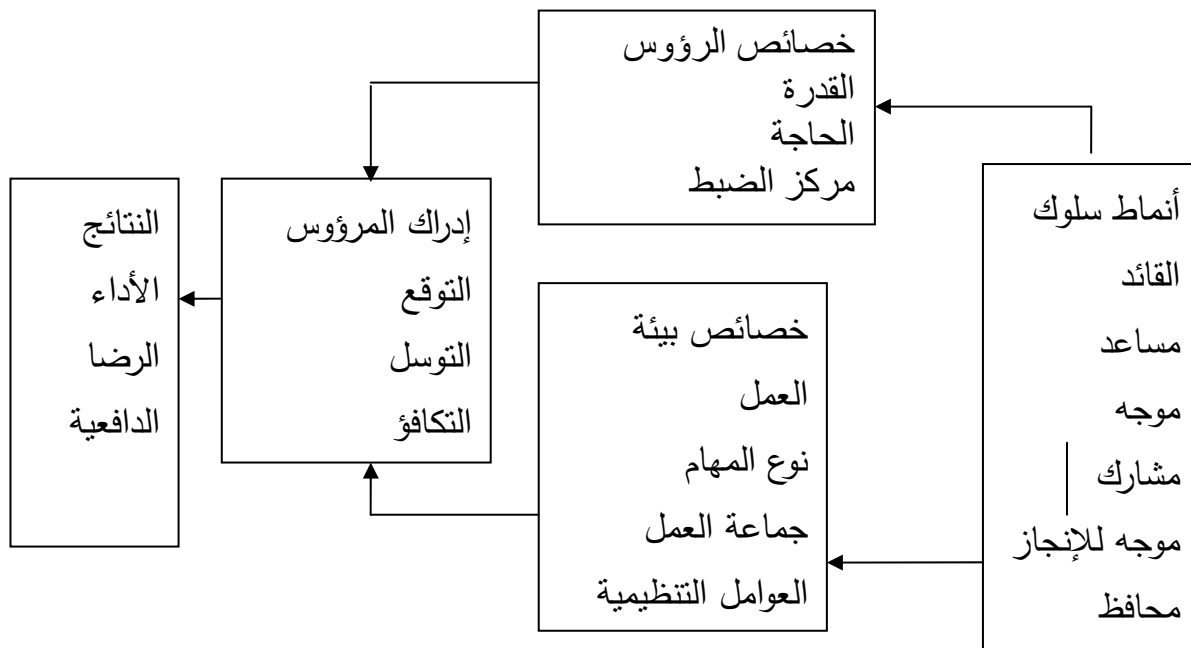 أنماط سلوك
القائد
مساعد
موجه
مشارك
موجه للإنجاز
محافظ
خصائص الرؤوس
القدرة
الحاجة
مركز الضبط
خصائص بيئة
العمل
نوع المهام
جماعة العمل
العوامل التنظيمية
إدراك المرؤوس
التوقع
التوسل
التكافؤ
النتائج
الأداء
الرضا
الدافعية